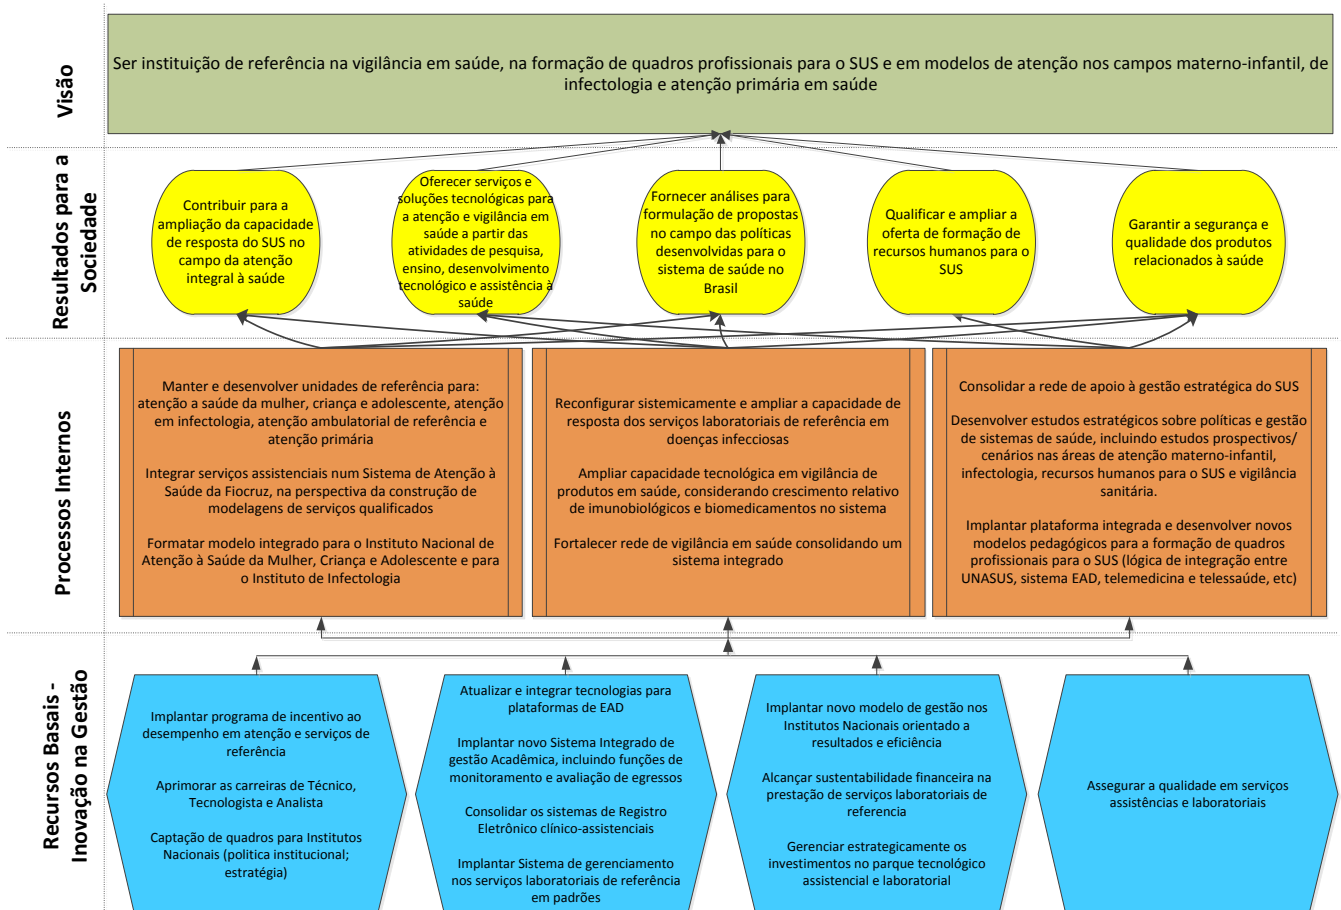 Visão
Ser instituição de referência na vigilância em saúde, na formação de quadros profissionais para o SUS e em modelos de atenção nos campos materno-infantil, de
infectologia e atenção primária em saúde
Resultados para a
Sociedade
Contribuir para a
ampliação da capacidade
de resposta do SUS no
campo da atenção
integral à saúde
Oferecer serviços e
soluções tecnológicas para
a atenção e vigilância em
saúde a partir das
atividades de pesquisa,
ensino, desenvolvimento
tecnológico e assistência à
saúde
Fornecer análises para
formulação de propostas
no campo das políticas
desenvolvidas para o
sistema de saúde no
Brasil
Qualificar e ampliar a
oferta de formação de
recursos humanos para o
SUS
Garantir a segurança e
qualidade dos produtos
relacionados à saúde
Processos Internos
Manter e desenvolver unidades de referência para:
atenção a saúde da mulher, criança e adolescente, atenção
em infectologia, atenção ambulatorial de referência e
atenção primária
Integrar serviços assistenciais num Sistema de Atenção à
Saúde da Fiocruz, na perspectiva da construção de
modelagens de serviços qualificados
Formatar modelo integrado para o Instituto Nacional de
Atenção à Saúde da Mulher, Criança e Adolescente e para
o Instituto de Infectologia
Reconfigurar sistemicamente e ampliar a capacidade de
resposta dos serviços laboratoriais de referência em
doenças infecciosas
Ampliar capacidade tecnológica em vigilância de
produtos em saúde, considerando crescimento relativo
de imunobiológicos e biomedicamentos no sistema
Fortalecer rede de vigilância em saúde consolidando um
sistema integrado
Consolidar a rede de apoio à gestão estratégica do SUS
Desenvolver estudos estratégicos sobre políticas e gestão
de sistemas de saúde, incluindo estudos prospectivos/
cenários nas áreas de atenção materno-infantil,
infectologia, recursos humanos para o SUS e vigilância
sanitária.
Implantar plataforma integrada e desenvolver novos
modelos pedagógicos para a formação de quadros
profissionais para o SUS (lógica de integração entre
UNASUS, sistema EAD, telemedicina e telessaúde, etc)
Recursos Basais -
Inovação na Gestão
Implantar programa de incentivo ao
desempenho em atenção e serviços de
referência
Aprimorar as carreiras de Técnico,
Tecnologista e Analista
Captação de quadros para Institutos
Nacionais (politica institucional;
estratégia)
Atualizar e integrar tecnologias para
plataformas de EAD
Implantar novo Sistema Integrado de
gestão Acadêmica, incluindo funções de
monitoramento e avaliação de egressos
Consolidar os sistemas de Registro
Eletrônico clínico-assistenciais
Implantar Sistema de gerenciamento
nos serviços laboratoriais de referência
em padrões
Implantar novo modelo de gestão nos
Institutos Nacionais orientado a
resultados e eficiência
Alcançar sustentabilidade financeira na
prestação de serviços laboratoriais de
referencia
Gerenciar estrategicamente os
investimentos no parque tecnológico
assistencial e laboratorial
Assegurar a qualidade em serviços
assistências e laboratoriais